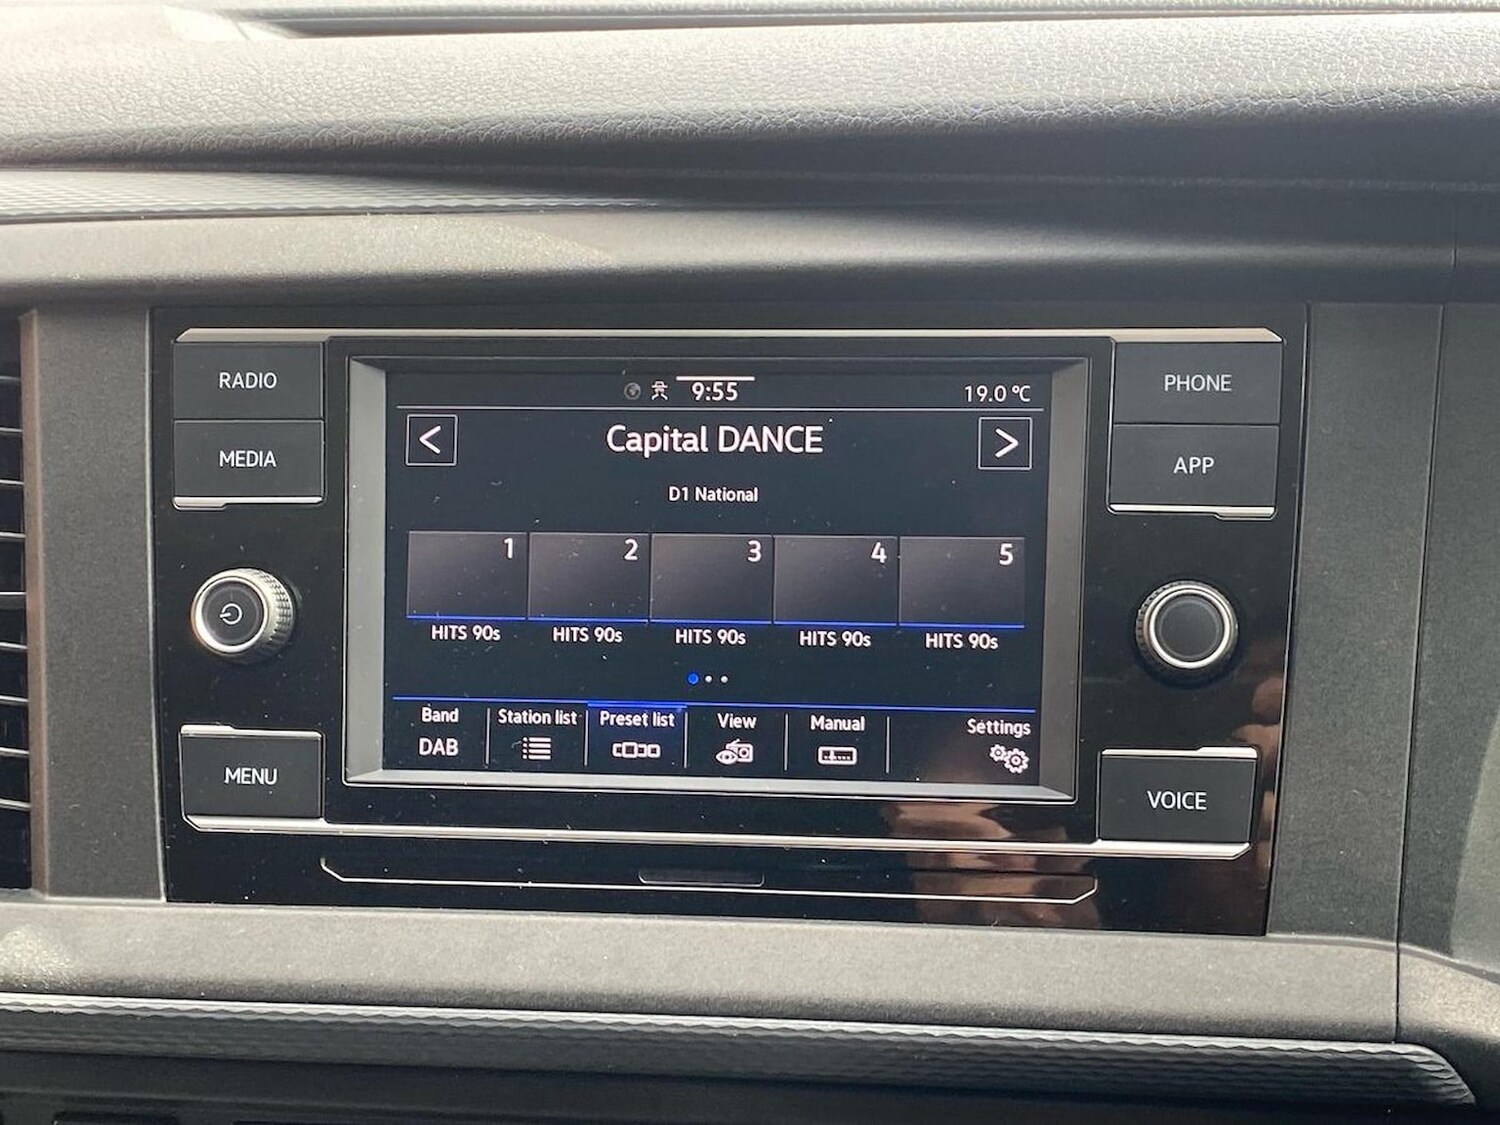 RADIO
MEDIA
MENU
9:55
19.0 °C
<
Capital DANCE
>
D1 National
1 2 3 4 5
HITS 90s HITS 90s HITS 90s HITS 90s HITS 90s
Band Station list Preset list View Manual Settings
DAB
PHONE
APP
VOICE